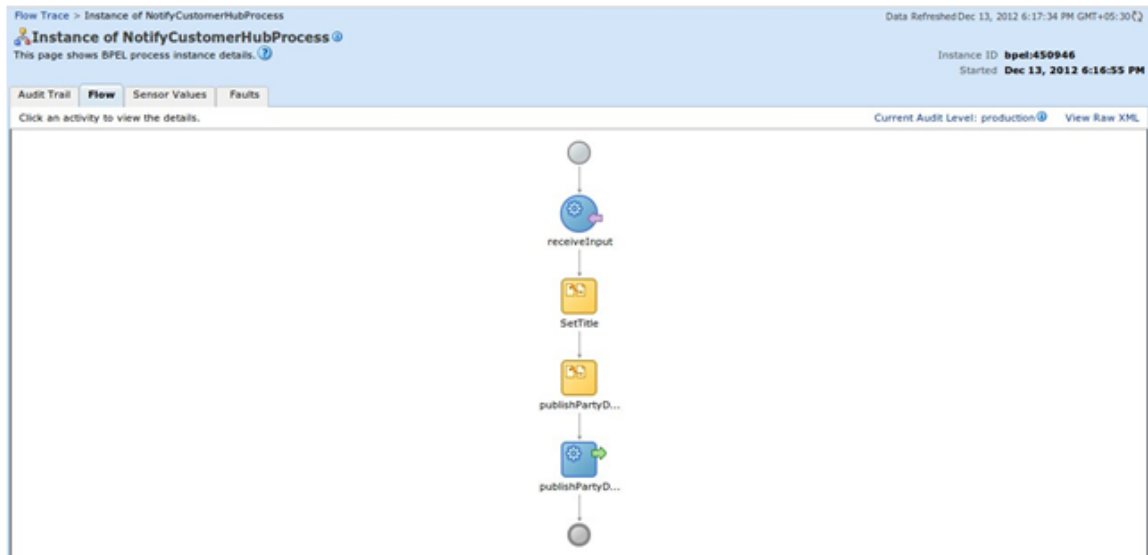 Flow Trace > Instance of NotifyCustomerHubProcess
Data Refreshed Dec 13, 2012 6:17:34 PM GMT+05:30
Instance of NotifyCustomerHubProcess
This page shows BPEL process instance details.
Instance ID bpel:450946
Started Dec 13, 2012 6:16:55 PM
Audit Trail Flow Sensor Values Faults
Click an activity to view the details.
Current Audit Level: production View Raw XML
receiveInput
SetTitle
publishPartyD...
publishPartyD...